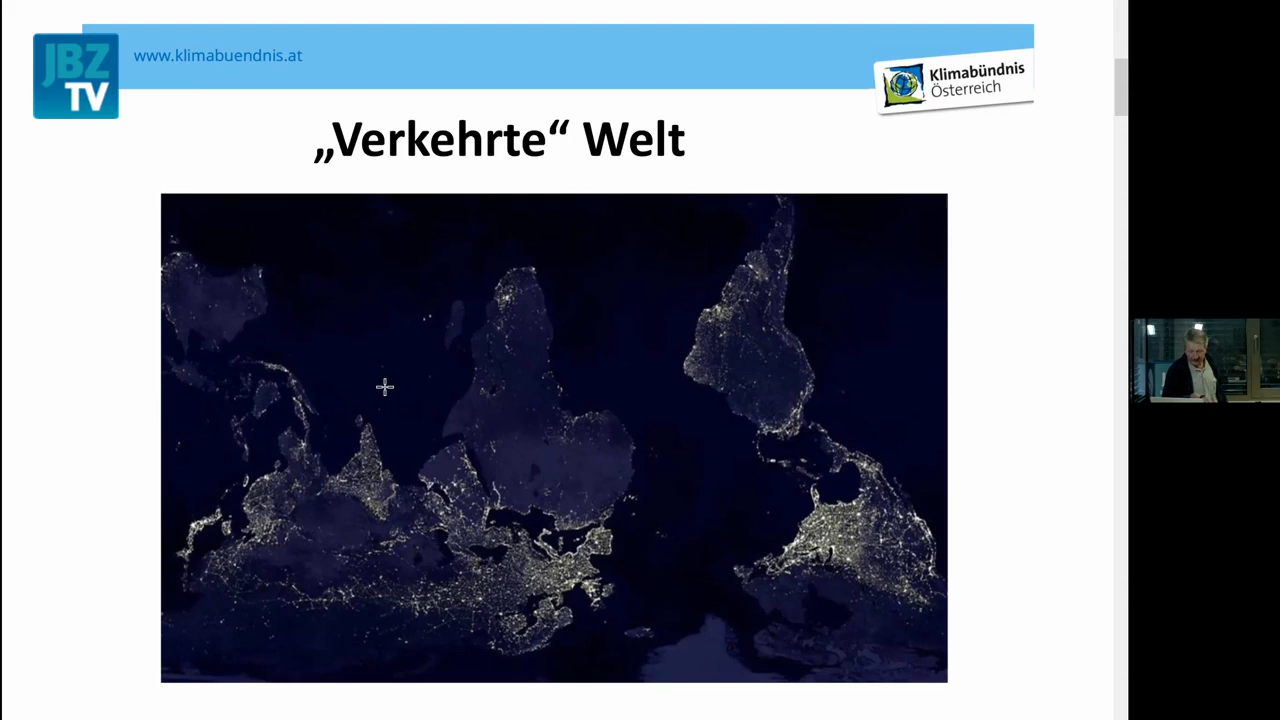 JBZ
TV
www.klimabuendnis.at
Klimabündnis
Österreich
„Verkehrte“ Welt